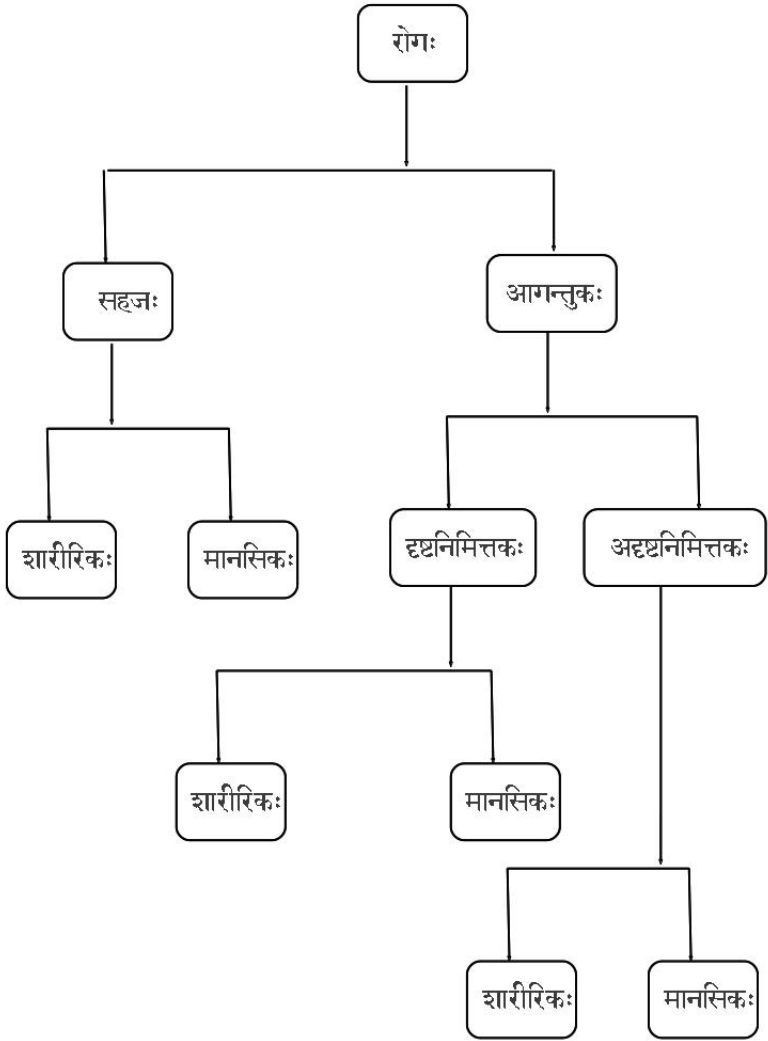 रोगः
सहजः
आगन्तुकः
शारीरिकः
मानसिकः
दृष्टनिमित्तकः
अदृष्टनिमित्तकः
शारीरिकः
मानसिकः
शारीरिकः
मानसिकः